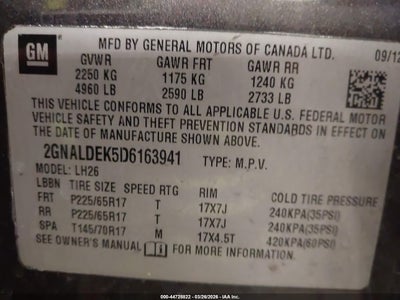 GM
MFD BY GENERAL MOTORS OF CANADA LTD. 09/12
GVWR GAWR FRT GAWR RR
2250 KG 1175 KG 1240 KG
4960 LB 2590 LB 2733 LB
THIS VEHICLE CONFORMS TO ALL APPLICABLE U.S. FEDERAL MOTOR
VEHICLE SAFETY AND THEFT PREVENTION STANDARDS IN EFFECT ON
THE DATE OF MANUFACTURE SHOWN ABOVE.
2GNALDEK5D6163941 TYPE: M.P.V.
MODEL: LH26
LBBN TIRE SIZE SPEED RTG RIM COLD TIRE PRESSURE
FRT P225/65R17 T 17X7J 240KPA(35PSI)
RR P225/65R17 T 17X7J 240KPA(35PSI)
SPA T145/70R17 M 17X4.5T 420KPA(60PSI)
SEE OWNER'S MANUAL FOR MORE INFORMATION.
000-44728822 - 03/26/2026 - IAA Inc.